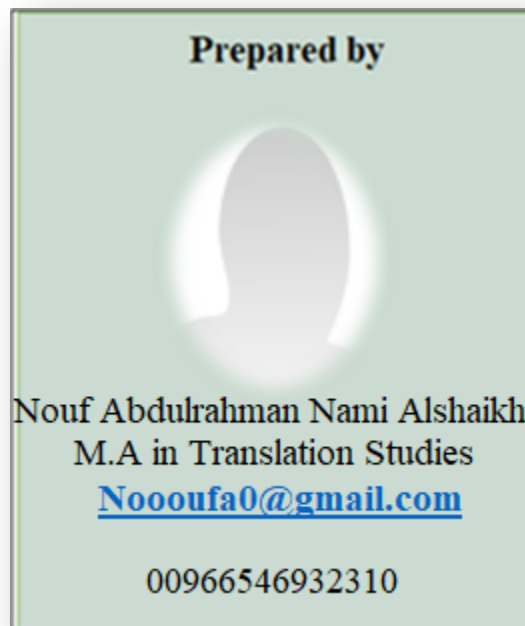 Prepared by
Nouf Abdulrahman Nami Alshaikh
M.A in Translation Studies
Noooufa0@gmail.com
00966546932310